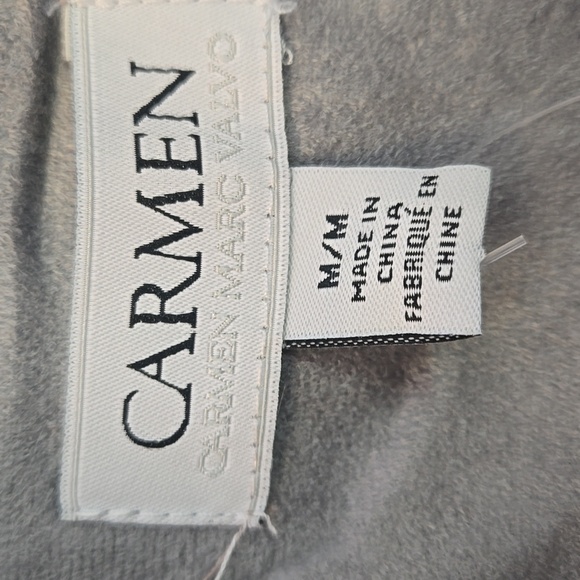 CARMEN
CARMEN MARC VALVO
M/M
MADE IN
CHINA
FABRIQUÉ EN
CHINE